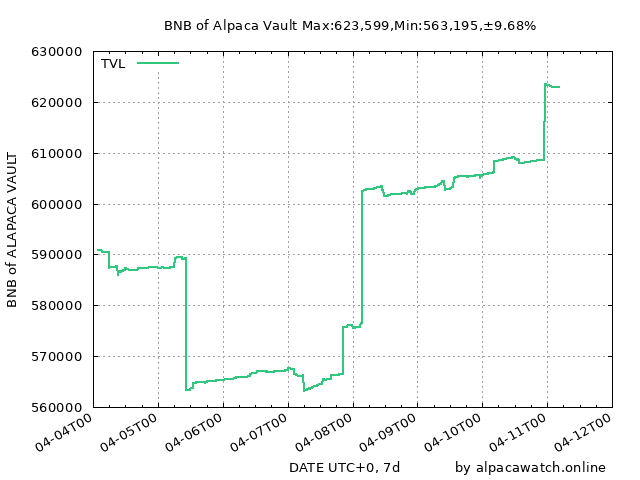 BNB of Alpaca Vault Max:623,599,Min:563,195,±9.68%
TVL
BNB of ALAPACA VAULT
630000
620000
610000
600000
590000
580000
570000
560000
04-04T00
04-05T00
04-06T00
04-07T00
04-08T00
04-09T00
04-10T00
04-11T00
04-12T00
DATE UTC+0, 7d
by alpacawatch.online